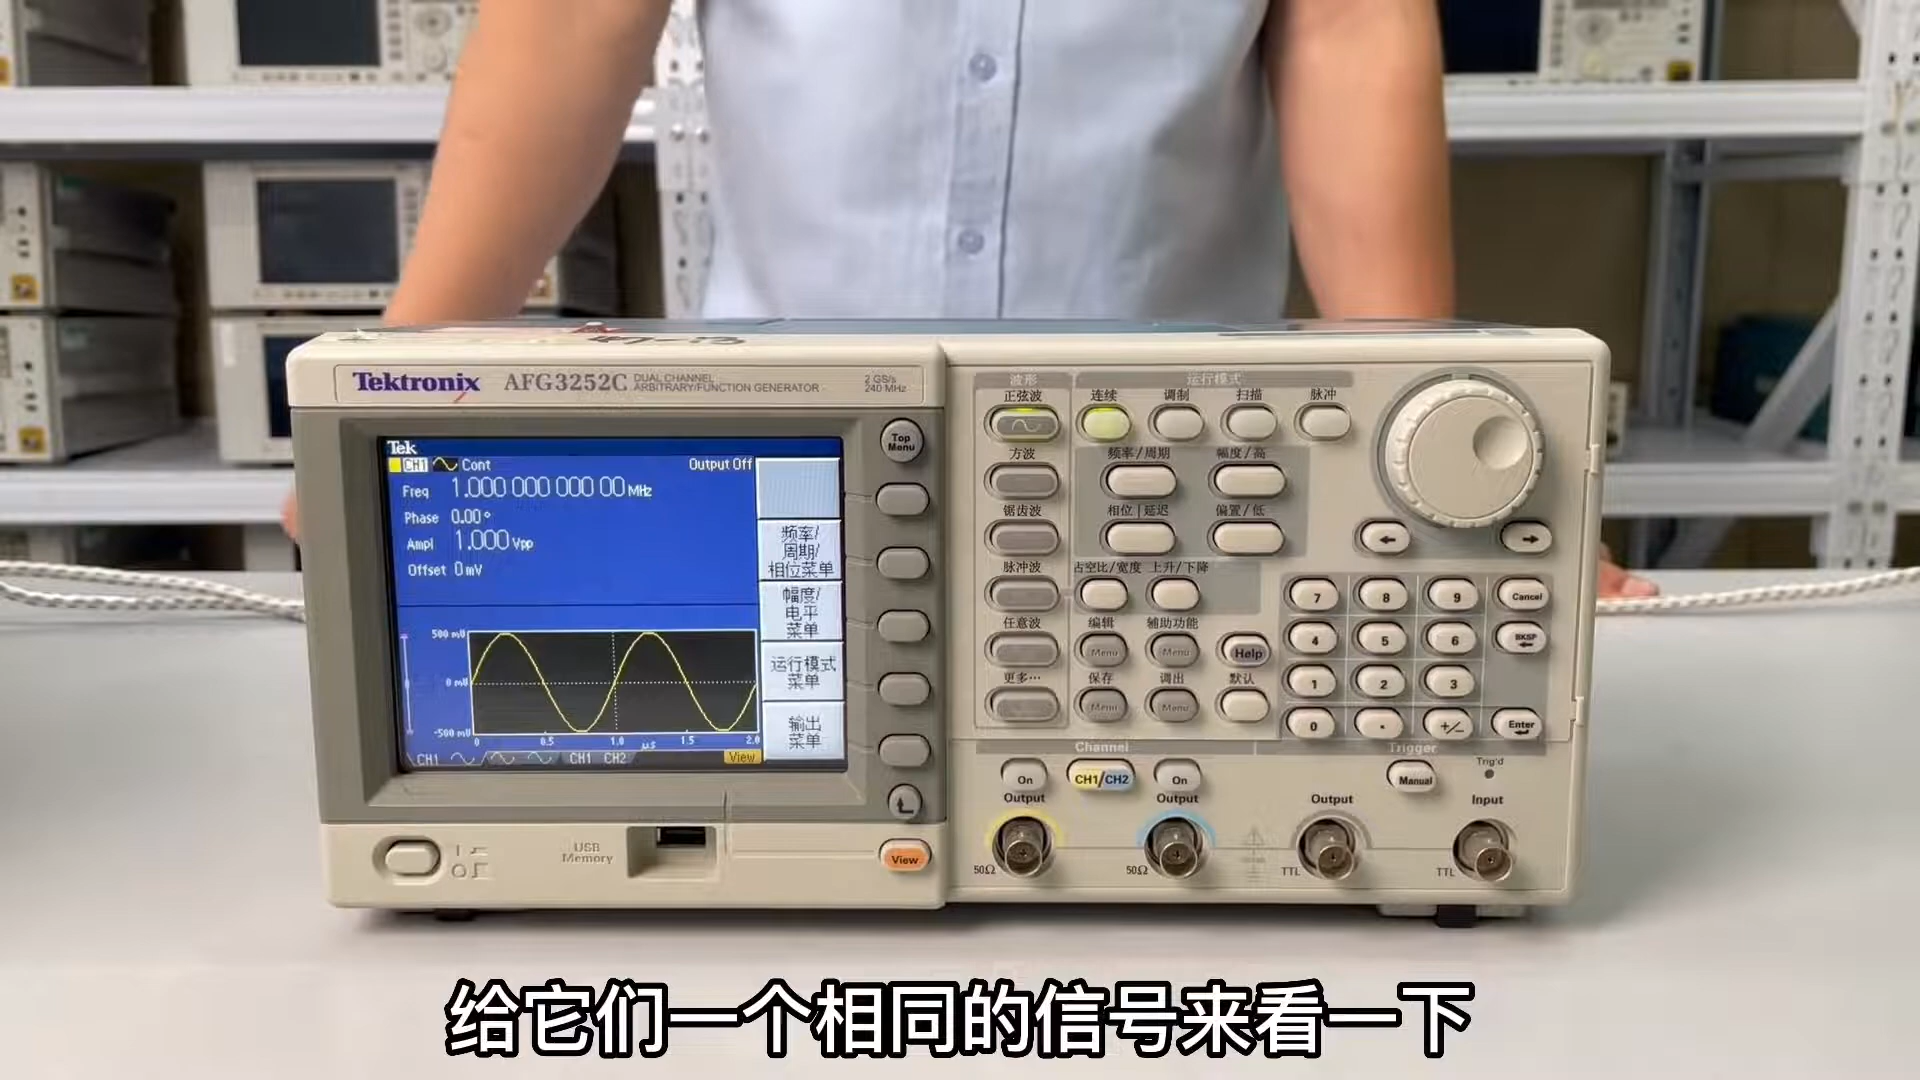 Tektronix AFG3252C DUAL CHANNEL ARBITRARY/FUNCTION GENERATOR 2 GS/s 240 MHz
Tek
CH1 Cont Output Off
Freq 1.000 000 000 00 MHz
Phase 0.00 °
Ampl 1.000 Vpp
Offset 0 mV
频率/
周期/
相位菜单
幅度/
电平
菜单
运行模式
菜单
输出
菜单
500 mV
0 mV
-500 mV
0 0.5 1.0 µs 1.5 2.0
CH1 CH1 CH2 View
Top Menu
USB Memory
View
波形 运行模式
正弦波 连续 调制 扫描 脉冲
方波 频率/周期 幅度/高
锯齿波 相位|延迟 偏置/低
脉冲波 占空比/宽度 上升/下降
任意波 编辑 辅助功能
Menu Menu Help
更多… 保存 调出 默认
Menu Menu
7 8 9 Cancel
4 5 6 BKSP
1 2 3
0 . +/− Enter
Channel Trigger
On CH1/CH2 On Manual Trig'd
Output Output Output Input
50Ω 50Ω TTL TTL
给它们一个相同的信号来看一下